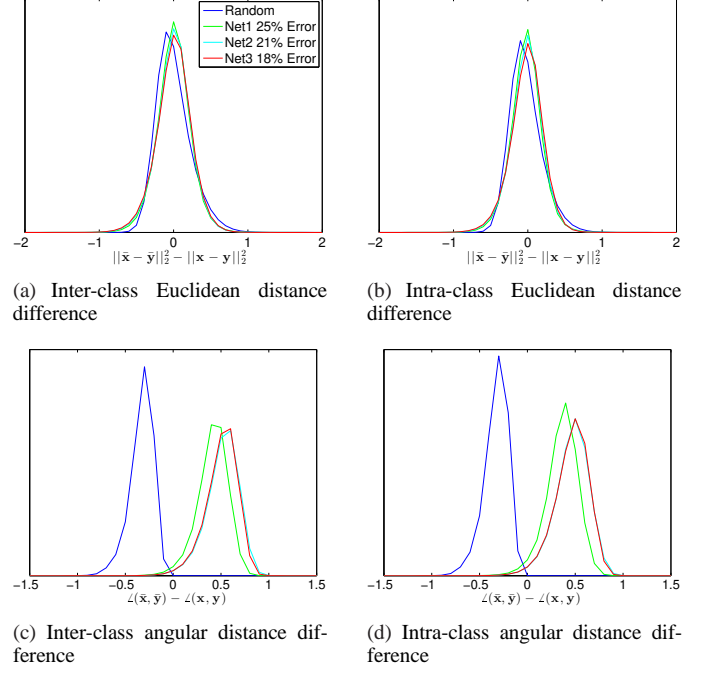 Random
Net1 25% Error
Net2 21% Error
Net3 18% Error
−2 −1 0 1 2
||x̄ − ȳ||₂² − ||x − y||₂²
−2 −1 0 1 2
||x̄ − ȳ||₂² − ||x − y||₂²
(a) Inter-class Euclidean distance
difference
(b) Intra-class Euclidean distance
difference
−1.5 −1 −0.5 0 0.5 1 1.5
∠(x̄, ȳ) − ∠(x, y)
−1.5 −1 −0.5 0 0.5 1 1.5
∠(x̄, ȳ) − ∠(x, y)
(c) Inter-class angular distance dif-
ference
(d) Intra-class angular distance dif-
ference